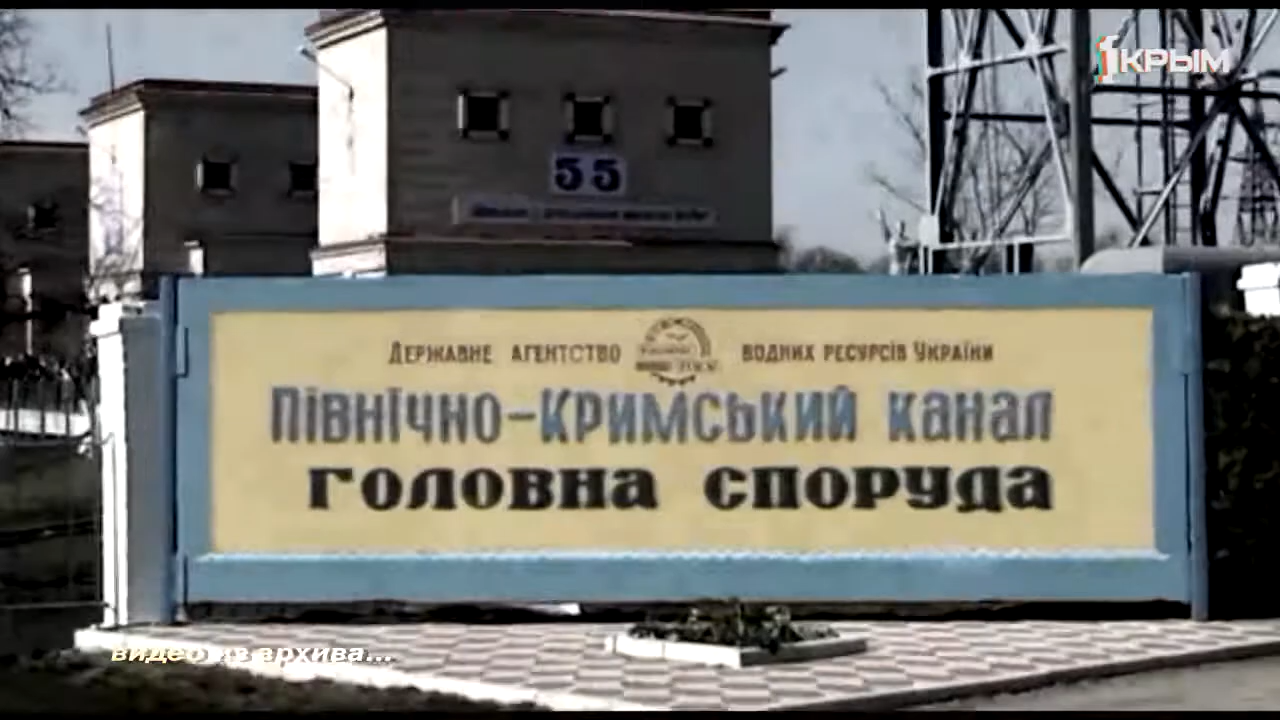 1КРЫМ
55
Державне агентство водних ресурсів України
Північно-Кримський канал
головна споруда
видео из архива...